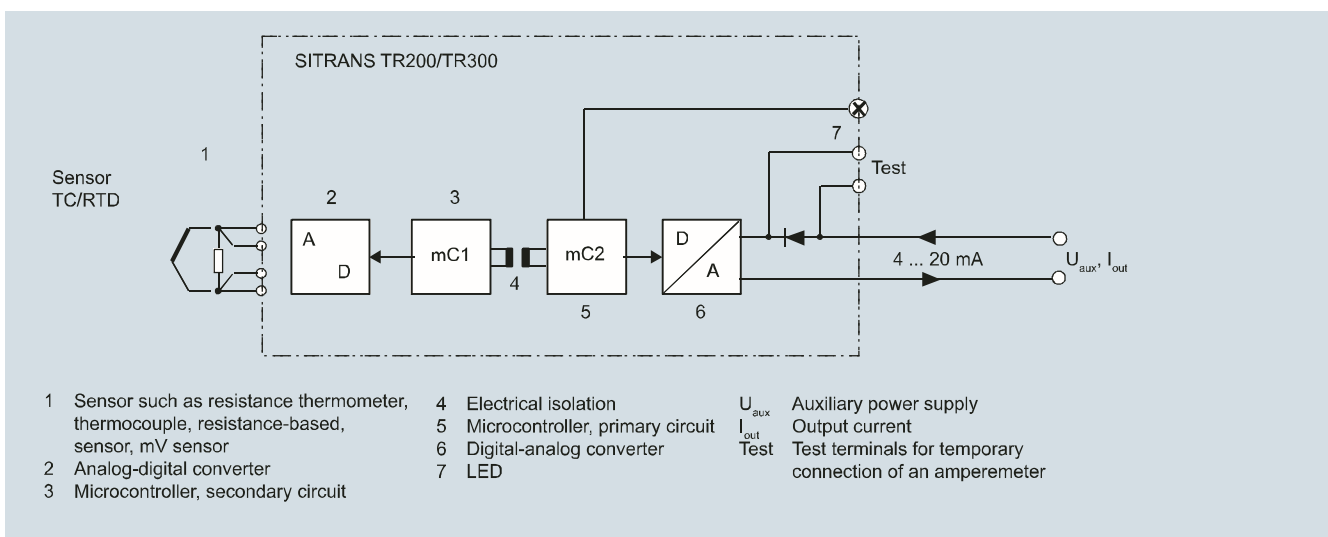 SITRANS TR200/TR300
1
Sensor
TC/RTD
7
Test
2
3
A
D
mC1
4
mC2
5
D
A
6
4 ... 20 mA
Uaux, Iout
1 Sensor such as resistance thermometer,
thermocouple, resistance-based,
sensor, mV sensor
2 Analog-digital converter
3 Microcontroller, secondary circuit
4 Electrical isolation
5 Microcontroller, primary circuit
6 Digital-analog converter
7 LED
Uaux Auxiliary power supply
Iout Output current
Test Test terminals for temporary
connection of an amperemeter